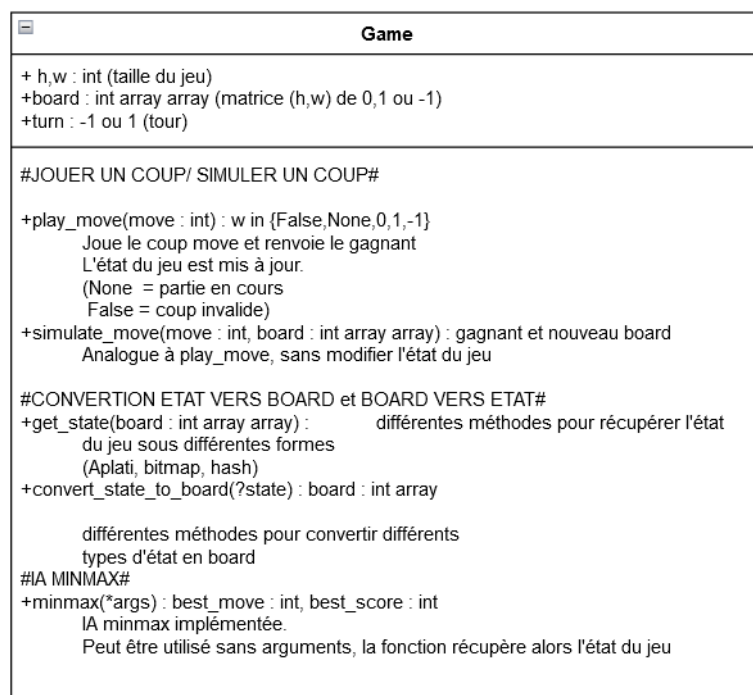 Game
+ h,w : int (taille du jeu)
+board : int array array (matrice (h,w) de 0,1 ou -1)
+turn : -1 ou 1 (tour)
#JOUER UN COUP/ SIMULER UN COUP#
+play_move(move : int) : w in {False,None,0,1,-1}
Joue le coup move et renvoie le gagnant
L'état du jeu est mis à jour.
(None = partie en cours
False = coup invalide)
+simulate_move(move : int, board : int array array) : gagnant et nouveau board
Analogue à play_move, sans modifier l'état du jeu
#CONVERTION ETAT VERS BOARD et BOARD VERS ETAT#
+get_state(board : int array array) : différentes méthodes pour récupérer l'état
du jeu sous différentes formes
(Aplati, bitmap, hash)
+convert_state_to_board(?state) : board : int array
différentes méthodes pour convertir différents
types d'état en board
#IA MINMAX#
+minmax(*args) : best_move : int, best_score : int
IA minmax implémentée.
Peut être utilisé sans arguments, la fonction récupère alors l'état du jeu